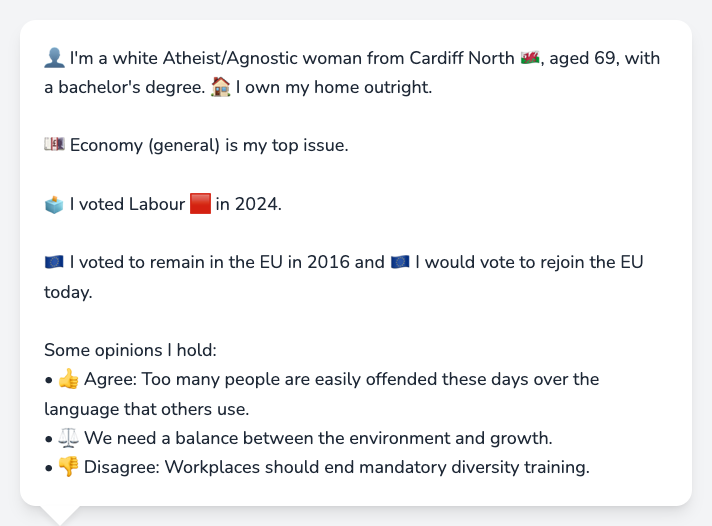 👤 I'm a white Atheist/Agnostic woman from Cardiff North 🏴󠁧󠁢󠁷󠁬󠁳󠁿, aged 69, with
a bachelor's degree. 🏠 I own my home outright.
💷 Economy (general) is my top issue.
🗳️ I voted Labour 🟥 in 2024.
🇪🇺 I voted to remain in the EU in 2016 and 🇪🇺 I would vote to rejoin the EU
today.
Some opinions I hold:
• 👍 Agree: Too many people are easily offended these days over the
language that others use.
• ⚖️ We need a balance between the environment and growth.
• 👎 Disagree: Workplaces should end mandatory diversity training.